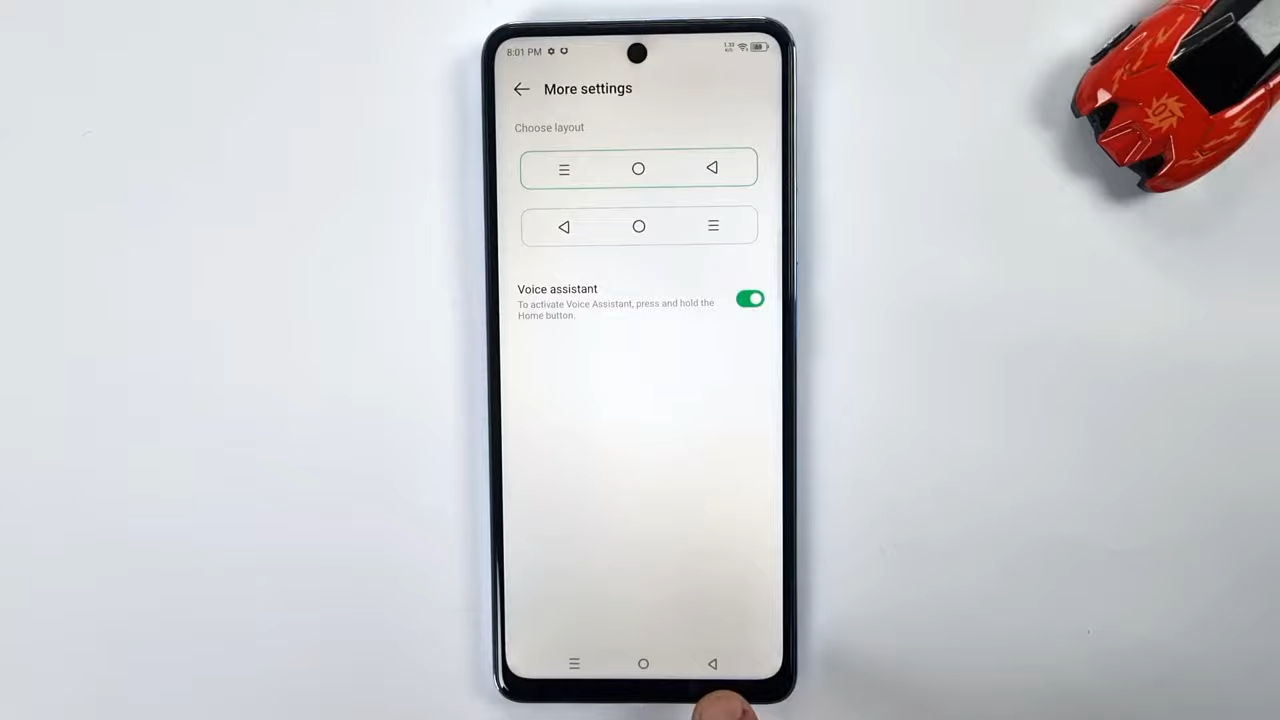 8:01 PM
More settings
Choose layout
Voice assistant
To activate Voice Assistant, press and hold the
Home button.